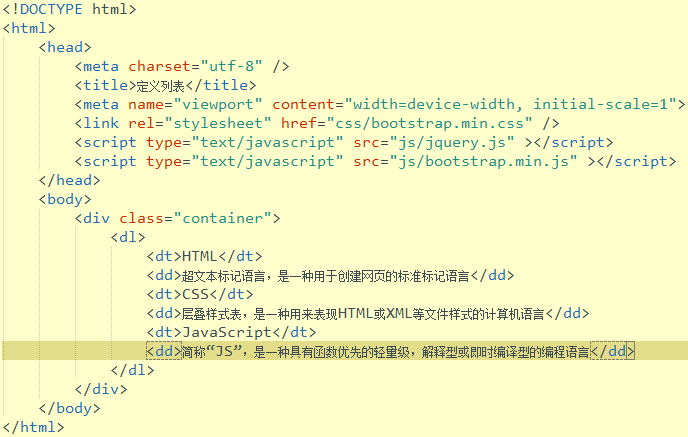 <!DOCTYPE html>
<html>
    <head>
        <meta charset="utf-8" />
        <title>定义列表</title>
        <meta name="viewport" content="width=device-width, initial-scale=1">
        <link rel="stylesheet" href="css/bootstrap.min.css" />
        <script type="text/javascript" src="js/jquery.js" ></script>
        <script type="text/javascript" src="js/bootstrap.min.js" ></script>
    </head>
    <body>
        <div class="container">
            <dl>
                <dt>HTML</dt>
                <dd>超文本标记语言，是一种用于创建网页的标准标记语言</dd>
                <dt>CSS</dt>
                <dd>层叠样式表，是一种用来表现HTML或XML等文件样式的计算机语言</dd>
                <dt>JavaScript</dt>
                <dd>简称“JS”，是一种具有函数优先的轻量级，解释型或即时编译型的编程语言</dd>
            </dl>
        </div>
    </body>
</html>